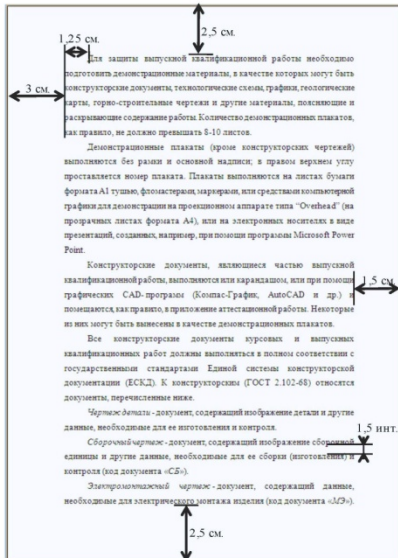 2,5 см.
1,25 см.
3 см.
Для защиты выпускной квалификационной работы необходимо
подготовить демонстрационные материалы, в качестве которых могут быть
конструкторские документы, технологические схемы, графики, геологические
карты, горно-строительные чертежи и другие материалы, поясняющие и
раскрывающие содержание работы. Количество демонстрационных плакатов,
как правило, не должно превышать 8-10 листов.
Демонстрационные плакаты (кроме конструкторских чертежей)
выполняются без рамки и основной надписи; в правом верхнем углу
проставляется номер плаката. Плакаты выполняются на листах бумаги
формата А1 тушью, фломастерами, маркерами, или средствами компьютерной
графики для демонстрации на проекционном аппарате типа "Overhead" (на
прозрачных листах формата А4), или на электронных носителях в виде
презентаций, созданных, например, при помощи программы Microsoft Power
Point.
Конструкторские документы, являющиеся частью выпускной
квалификационной работы, выполняются или карандашом, или при помощи
графических CAD-программ (Компас-График, AutoCAD и др.) и
помещаются, как правило, в приложение аттестационной работы. Некоторые
из них могут быть вынесены в качестве демонстрационных плакатов.
1,5 см.
Все конструкторские документы курсовых и выпускных
квалификационных работ должны выполняться в полном соответствии с
государственными стандартами Единой системы конструкторской
документации (ЕСКД). К конструкторским (ГОСТ 2.102-68) относятся
документы, перечисленные ниже.
Чертеж детали - документ, содержащий изображение детали и другие
данные, необходимые для ее изготовления и контроля.
1,5 инт.
Сборочный чертеж - документ, содержащий изображение сборочной
единицы и другие данные, необходимые для ее сборки (изготовления) и
контроля (код документа «СБ»).
Электромонтажный чертеж - документ, содержащий данные,
необходимые для электрического монтажа изделия (код документа «МЭ»).
2,5 см.